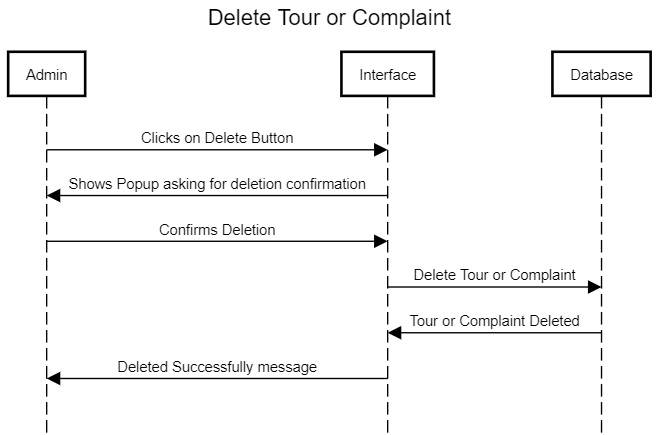 Delete Tour or Complaint
Admin
Interface
Database
Clicks on Delete Button
Shows Popup asking for deletion confirmation
Confirms Deletion
Delete Tour or Complaint
Tour or Complaint Deleted
Deleted Successfully message